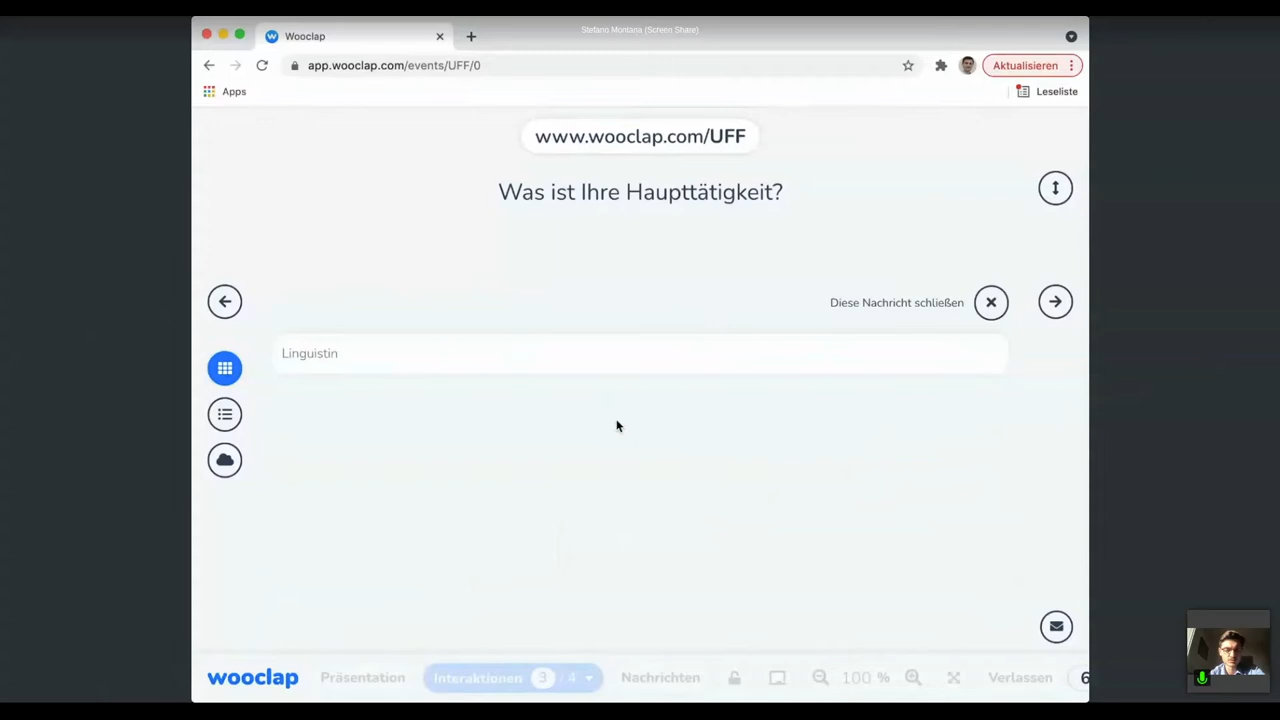 Stefano Montana (Screen Share)
Wooclap
app.wooclap.com/events/UFF/0
Aktualisieren
Apps
Leseliste
www.wooclap.com/UFF
Was ist Ihre Haupttätigkeit?
Diese Nachricht schließen
Linguistin
wooclap
Präsentation
Interaktionen 3 / 4
Nachrichten
100 %
Verlassen
6